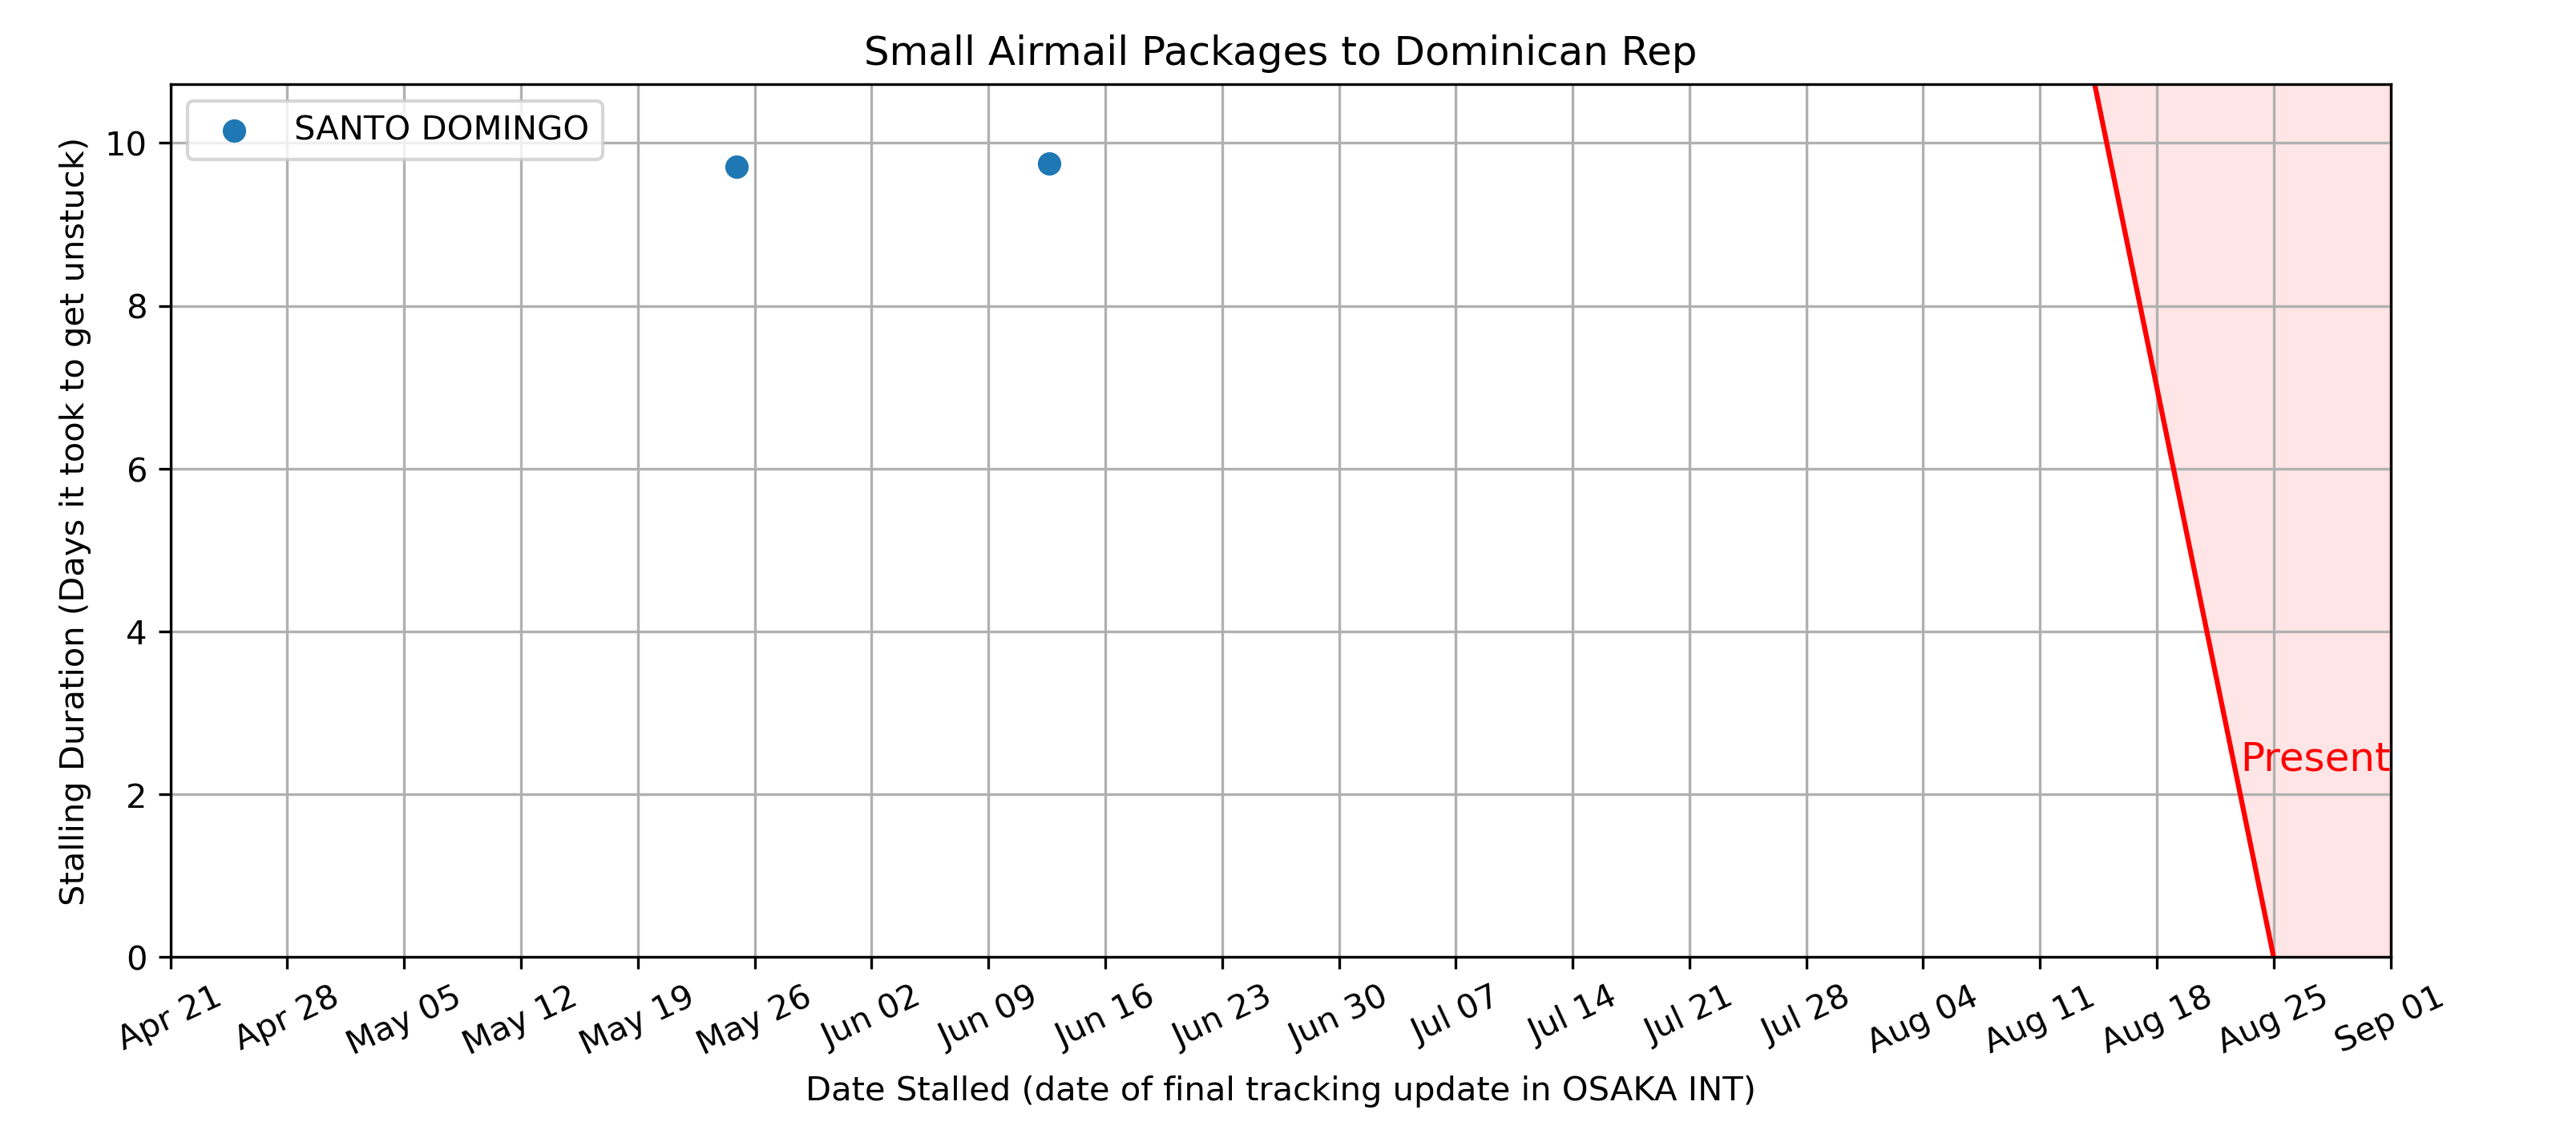 Small Airmail Packages to Dominican Rep
SANTO DOMINGO
Stalling Duration (Days it took to get unstuck)
10
8
6
4
2
0
Present
Apr 21
Apr 28
May 05
May 12
May 19
May 26
Jun 02
Jun 09
Jun 16
Jun 23
Jun 30
Jul 07
Jul 14
Jul 21
Jul 28
Aug 04
Aug 11
Aug 18
Aug 25
Sep 01
Date Stalled (date of final tracking update in OSAKA INT)